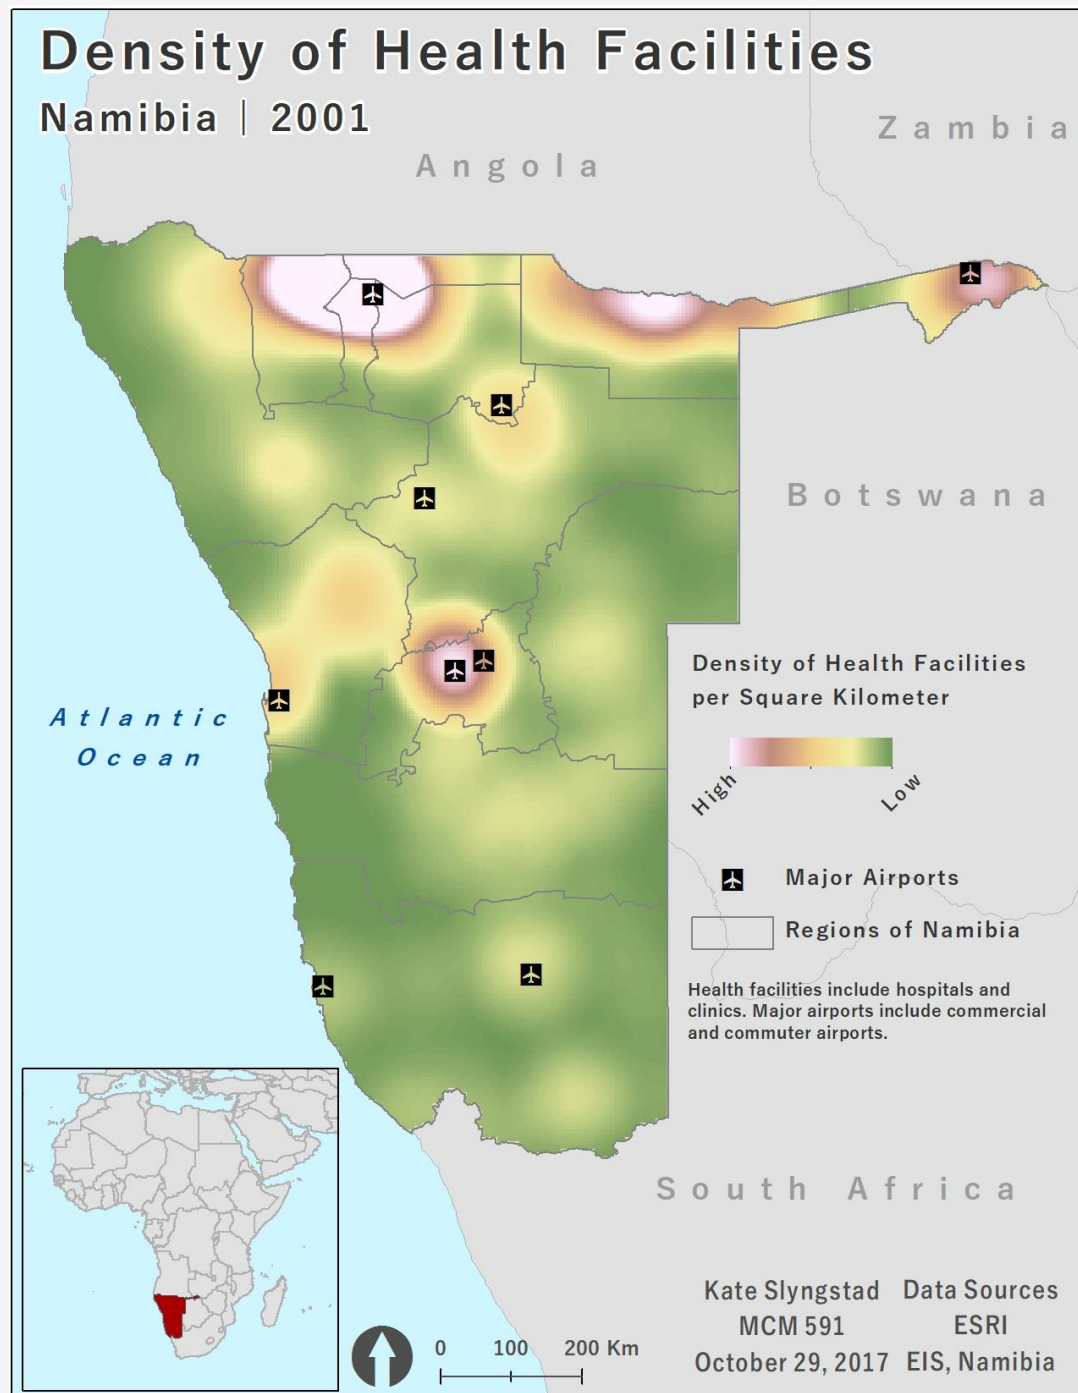 Density of Health Facilities
Namibia | 2001
Zambia
Angola
Botswana
Atlantic
Ocean
Density of Health Facilities
per Square Kilometer
High
Low
Major Airports
Regions of Namibia
Health facilities include hospitals and
clinics. Major airports include commercial
and commuter airports.
South Africa
Kate Slyngstad
MCM 591
October 29, 2017
Data Sources
ESRI
EIS, Namibia
0 100 200 Km